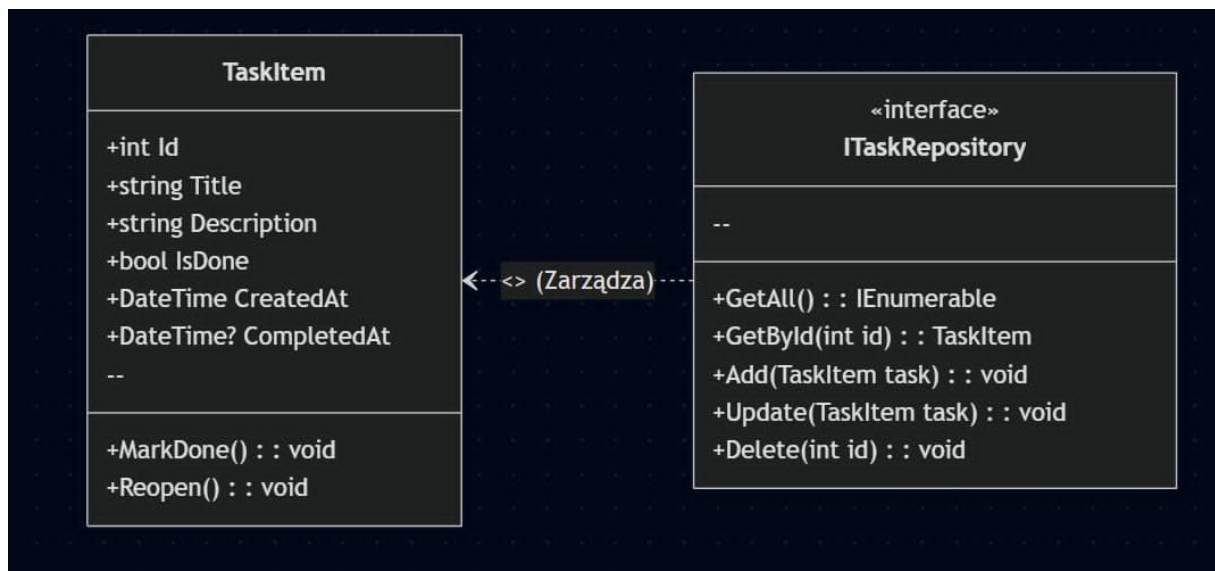 TaskItem
+int Id
+string Title
+string Description
+bool IsDone
+DateTime CreatedAt
+DateTime? CompletedAt
--
+MarkDone() : : void
+Reopen() : : void
<> (Zarządza)
«interface»
ITaskRepository
--
+GetAll() : : IEnumerable
+GetById(int id) : : TaskItem
+Add(TaskItem task) : : void
+Update(TaskItem task) : : void
+Delete(int id) : : void